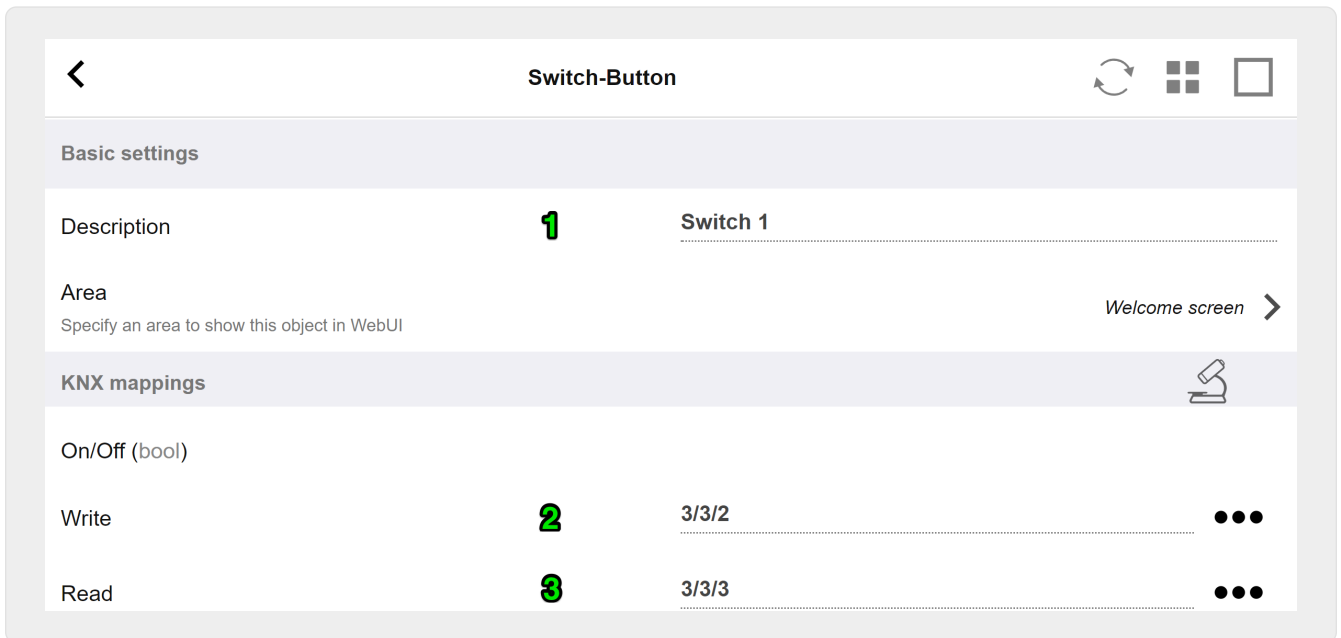 Switch-Button
Basic settings
Description 1 Switch 1
Area
Specify an area to show this object in WebUI
Welcome screen
KNX mappings
On/Off (bool)
Write 2 3/3/2
Read 3 3/3/3